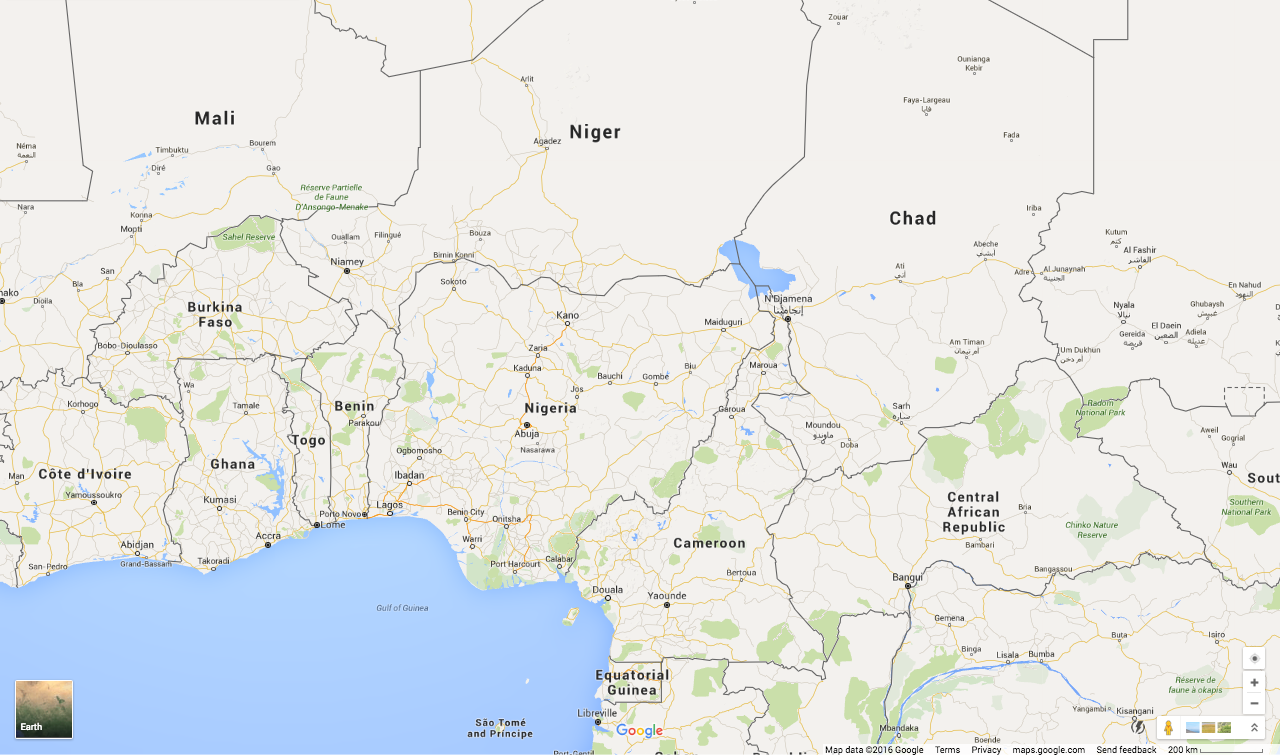 Zouar
Ounianga
Kebir
Arlit
Faya-Largeau
فايا
Mali
Niger
Fada
Agadez
Néma
النعمة
Timbuktu
Bourem
Diré
Gao
Réserve Partielle
de Faune
D'Ansongo-Menake
Nara
Konna
Mopti
Chad
Iriba
Sahel Reserve
Ouallam
Filingué
Bouza
Kutum
كتم
Al Fashir
الفاشر
Abeche
أبشي
Niamey
Birnin Konni
Ati
أتي
Adre
Al Junaynah
الجنينة
San
Sokoto
Bla
mako
Dioila
N'Djamena
إنجامينا
En Nahud
النهود
Nyala
نيالا
Ghubaysh
غبيش
Burkina
Faso
Kano
Maiduguri
El Daein
الضعين
Gereida
قريضة
Adiela
عديلة
Bobo-Dioulasso
Zaria
Am Timan
أم تيمان
Um Dukhun
أم دخن
Kaduna
Bauchi
Gombé
Biu
Maroua
Wa
Jos
Korhogo
Tamale
Benin
Parakou
Nigeria
Garoua
Sarh
سارة
Radom
National Park
Abuja
Moundou
موندو
Doba
Aweil
Gogrial
Togo
Nasarawa
Ogbomosho
Man
Côte d'Ivoire
Ghana
Ibadan
Wau
Sout
Yamoussoukro
Kumasi
Lagos
Porto Novo
Lome
Benin City
Onitsha
Central
African
Republic
Bria
Southern
National Park
Chinko Nature
Reserve
Accra
Abidjan
Grand-Bassam
Takoradi
San-Pedro
Warri
Port Harcourt
Calabar
Cameroon
Bambari
Bertoua
Bangassou
Bangui
Douala
Yaounde
Gulf of Guinea
Gemena
Buta
Isiro
Binga
Lisala
Bumba
Equatorial
Guinea
Réserve de
faune à okapis
Libreville
Yangambi
Kisangani
São Tomé
and Príncipe
Google
Mbandaka
Boende
Earth
Port-Gentil
Gabon
Republic
Map data ©2016 Google
Terms
Privacy
maps.google.com
Send feedback
200 km